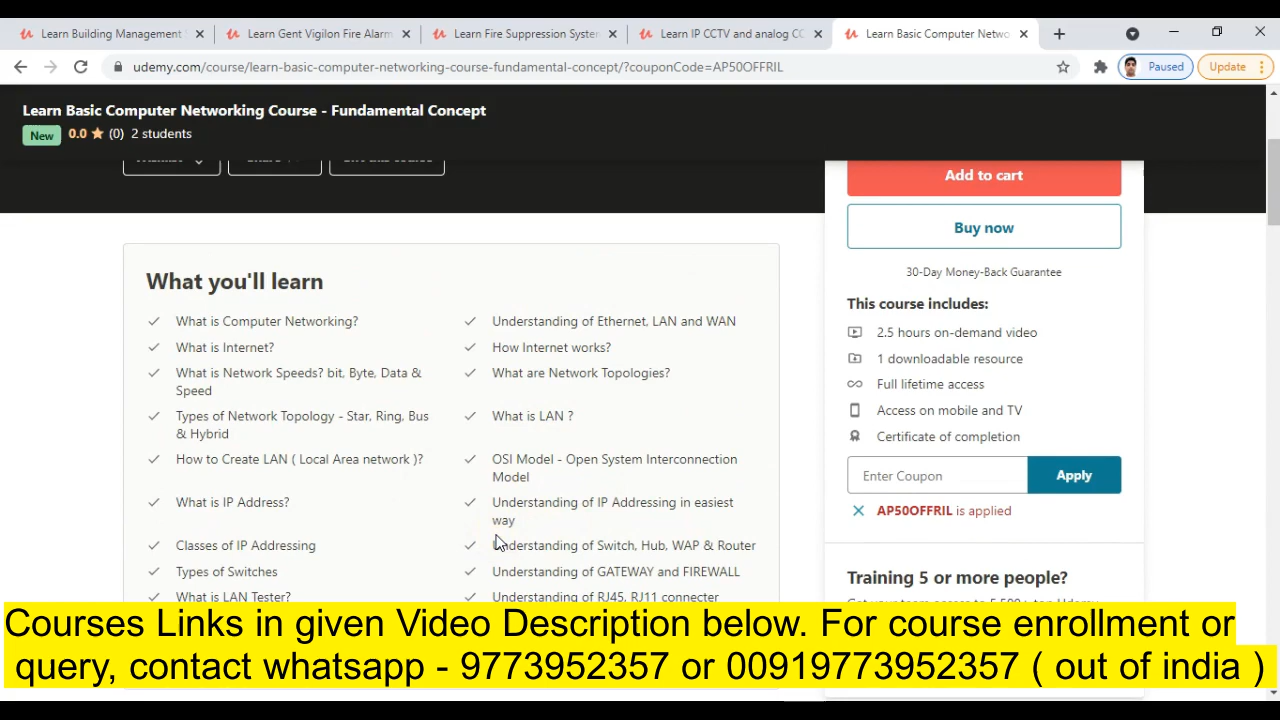 Learn Building Management
Learn Gent Vigilon Fire Alarm
Learn Fire Suppression System
Learn IP CCTV and analog CC
Learn Basic Computer Netwo
udemy.com/course/learn-basic-computer-networking-course-fundamental-concept/?couponCode=AP50OFFRIL
Paused
Update
Learn Basic Computer Networking Course - Fundamental Concept
New 0.0 (0) 2 students
Add to cart
Buy now
30-Day Money-Back Guarantee
This course includes:
2.5 hours on-demand video
1 downloadable resource
Full lifetime access
Access on mobile and TV
Certificate of completion
Enter Coupon
Apply
AP50OFFRIL is applied
Training 5 or more people?
What you'll learn
What is Computer Networking?
Understanding of Ethernet, LAN and WAN
What is Internet?
How Internet works?
What is Network Speeds? bit, Byte, Data &
Speed
What are Network Topologies?
Types of Network Topology - Star, Ring, Bus
& Hybrid
What is LAN ?
How to Create LAN ( Local Area network )?
OSI Model - Open System Interconnection
Model
What is IP Address?
Understanding of IP Addressing in easiest
way
Classes of IP Addressing
Understanding of Switch, Hub, WAP & Router
Types of Switches
Understanding of GATEWAY and FIREWALL
What is LAN Tester?
Understanding of RJ45, RJ11 connecter
Courses Links in given Video Description below. For course enrollment or
query, contact whatsapp - 9773952357 or 00919773952357 ( out of india )